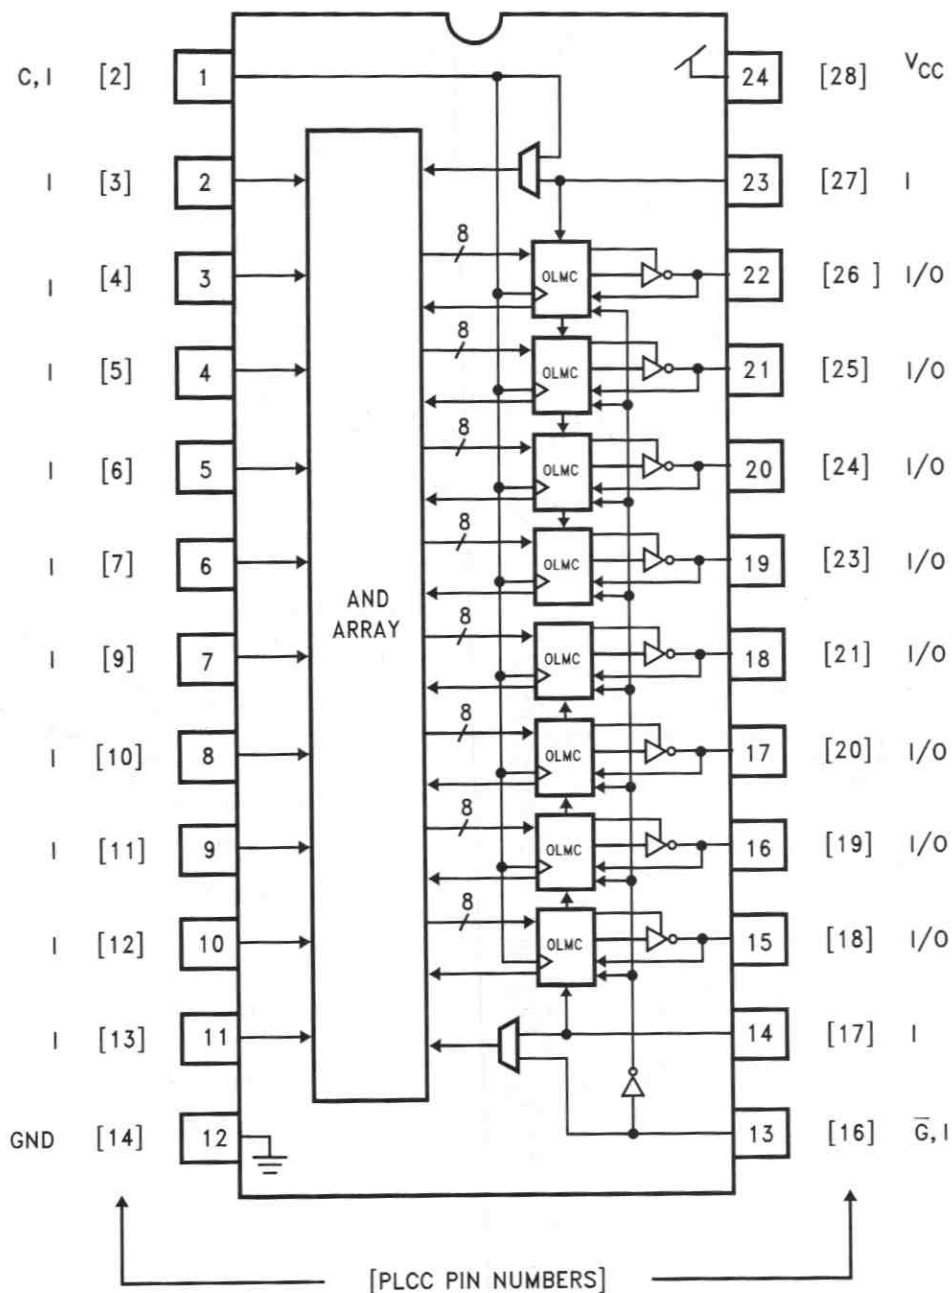 C, I [2] 1 24 [28] VCC
I [3] 2 23 [27] I
8
I [4] 3 OLMC 22 [26 ] I/O
8
I [5] 4 OLMC 21 [25] I/O
8
I [6] 5 OLMC 20 [24] I/O
8
I [7] 6 OLMC 19 [23] I/O
AND
ARRAY
8
I [9] 7 OLMC 18 [21] I/O
8
I [10] 8 OLMC 17 [20] I/O
8
I [11] 9 OLMC 16 [19] I/O
8
I [12] 10 OLMC 15 [18] I/O
I [13] 11 14 [17] I
GND [14] 12 13 [16] G̅, I
[PLCC PIN NUMBERS]